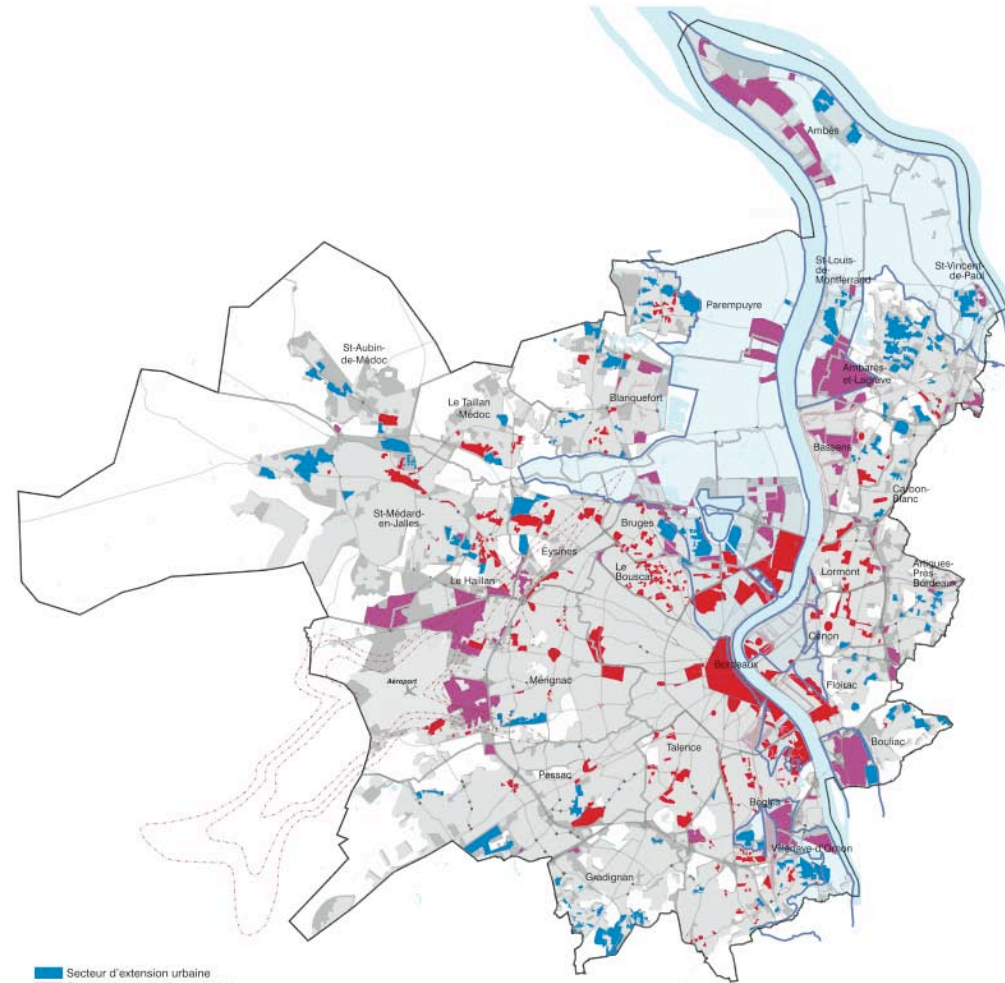 Ambès
St-Louis-
de-
Montferrand
St-Vincent-
de-Paul
Parempuyre
St-Aubin-
de-Médoc
Ambarès-
et-Lagrave
Le Taillan
Médoc
Blanquefort
Bassens
Carbon-
Blanc
St-Médard-
en-Jalles
Bruges
Eysines
Le
Bouscat
Lormont
Artigues-
Près-
Bordeaux
Le Haillan
Cenon
Bordeaux
Aéroport
Mérignac
Floirac
Bouliac
Talence
Pessac
Bègles
Villenave-d'Ornon
Gradignan
Secteur d'extension urbaine